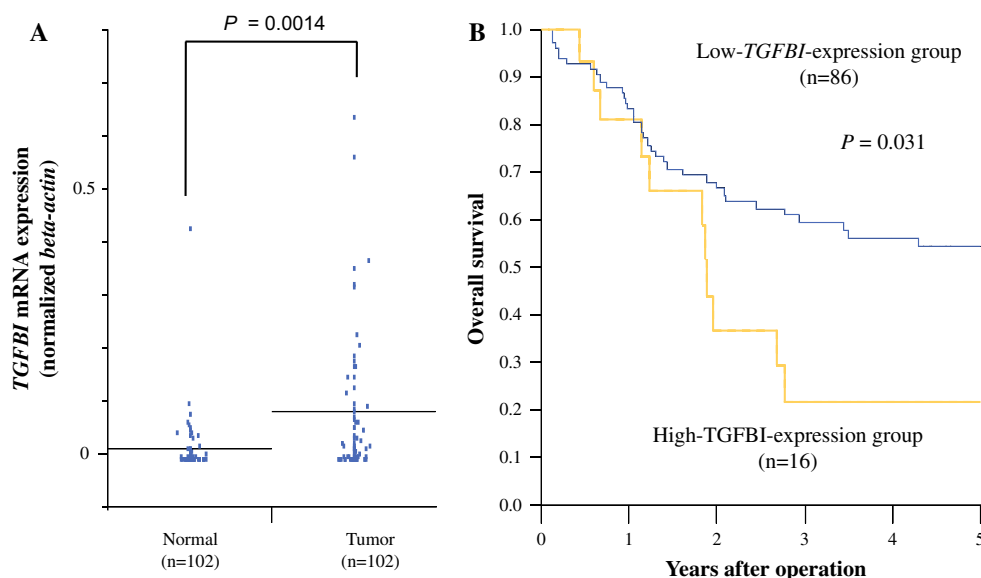 A
P = 0.0014
TGFBI mRNA expression
(normalized beta-actin)
0.5
0
Normal
(n=102)
Tumor
(n=102)
B
Low-TGFBI-expression group
(n=86)
P = 0.031
High-TGFBI-expression group
(n=16)
Overall survival
1.0
0.9
1.0
0.8
0.7
0.6
0.5
0.4
0.3
0.2
0.1
0.0
0 1 2 3 4 5
Years after operation